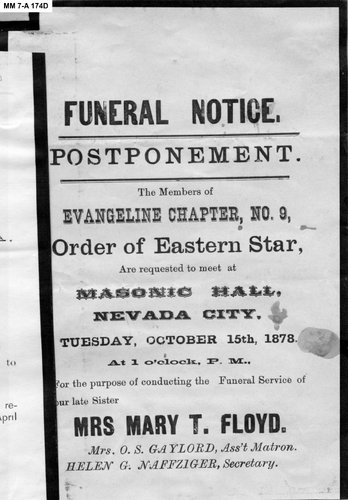 MM 7-A 174D
FUNERAL NOTICE.
POSTPONEMENT.
The Members of
EVANGELINE CHAPTER, NO. 9,
Order of Eastern Star,
Are requested to meet at
MASONIC HALL,
NEVADA CITY.
TUESDAY, OCTOBER 15th, 1878.
At 1 o'clock, P. M.,
For the purpose of conducting the Funeral Service of
our late Sister
MRS MARY T. FLOYD.
Mrs. O. S. GAYLORD, Ass't Matron.
HELEN G. NAFFZIGER, Secretary.
A.
to
re-
April